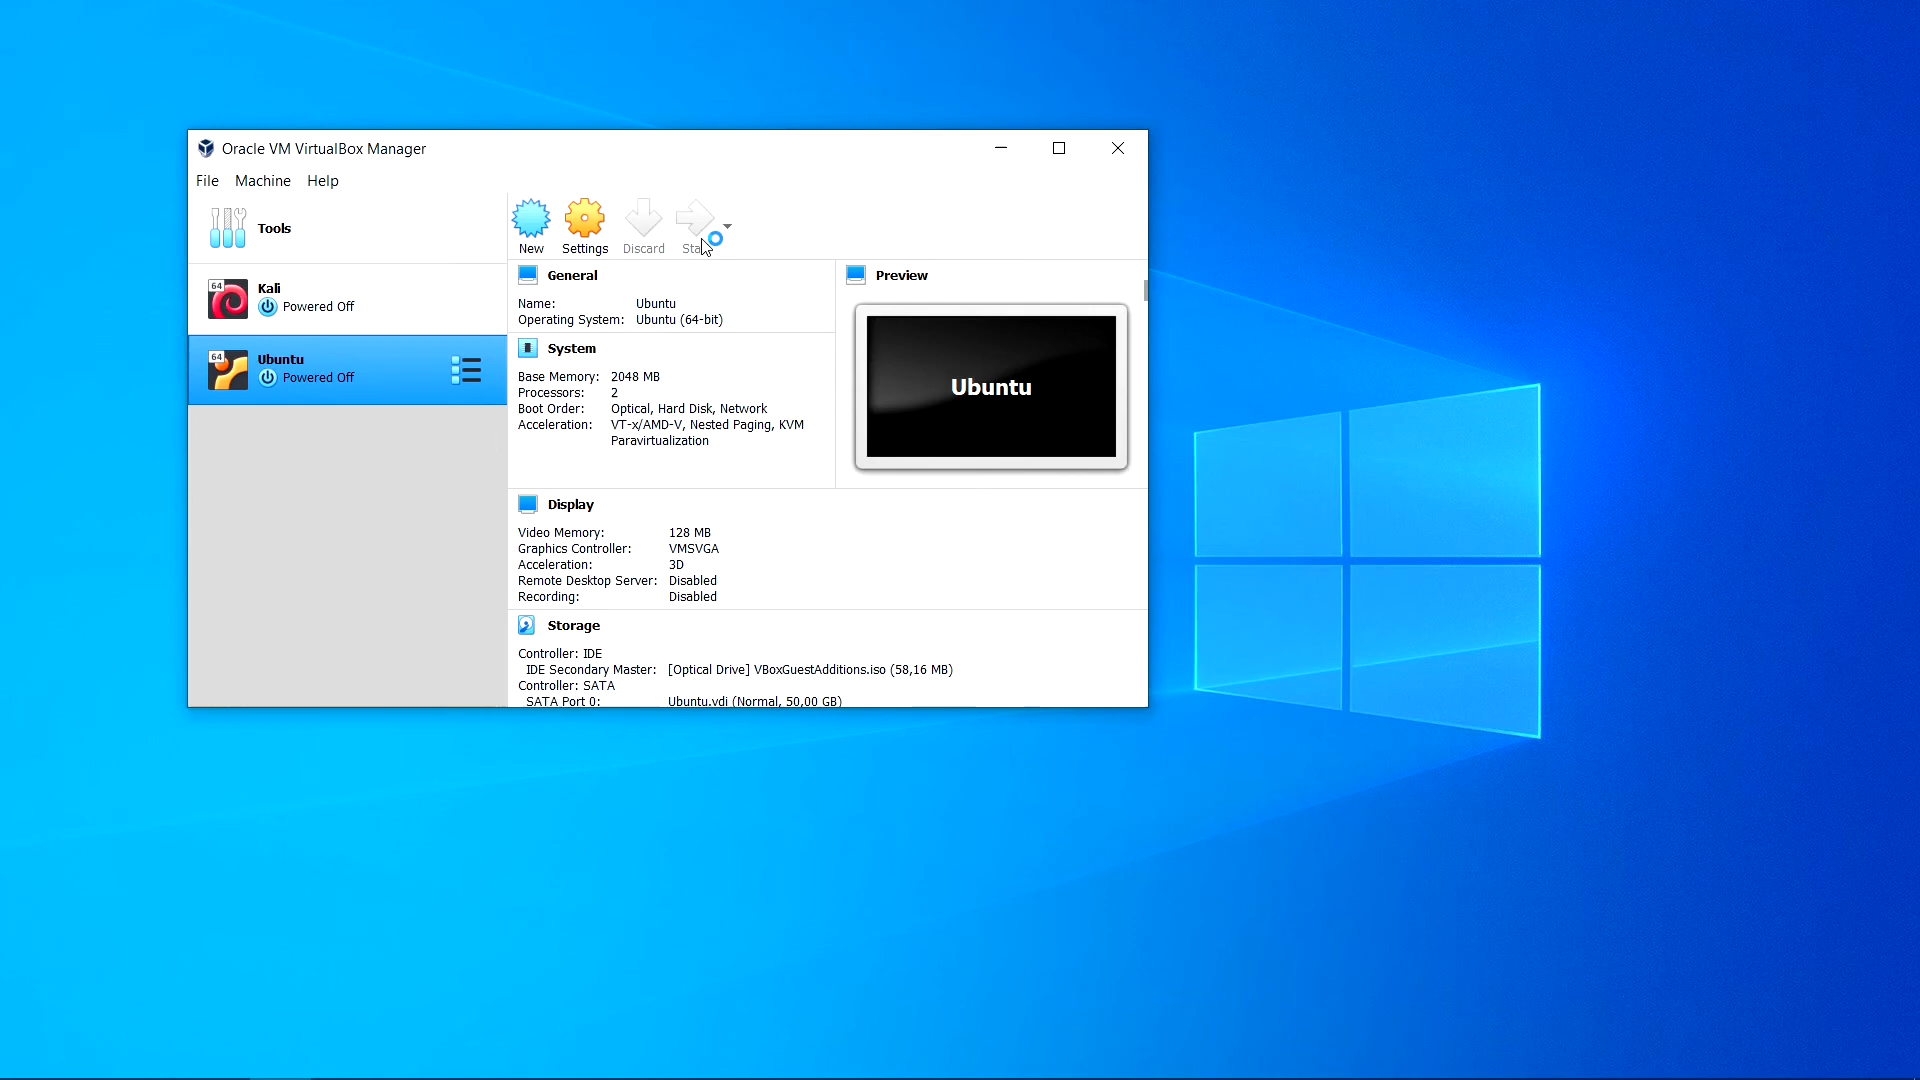 Oracle VM VirtualBox Manager
File Machine Help
Tools
New Settings Discard Sta
64 Kali
Powered Off
64 Ubuntu
Powered Off
General
Name: Ubuntu
Operating System: Ubuntu (64-bit)
System
Base Memory: 2048 MB
Processors: 2
Boot Order: Optical, Hard Disk, Network
Acceleration: VT-x/AMD-V, Nested Paging, KVM
Paravirtualization
Preview
Ubuntu
Display
Video Memory: 128 MB
Graphics Controller: VMSVGA
Acceleration: 3D
Remote Desktop Server: Disabled
Recording: Disabled
Storage
Controller: IDE
IDE Secondary Master: [Optical Drive] VBoxGuestAdditions.iso (58,16 MB)
Controller: SATA
SATA Port 0: Ubuntu.vdi (Normal, 50,00 GB)